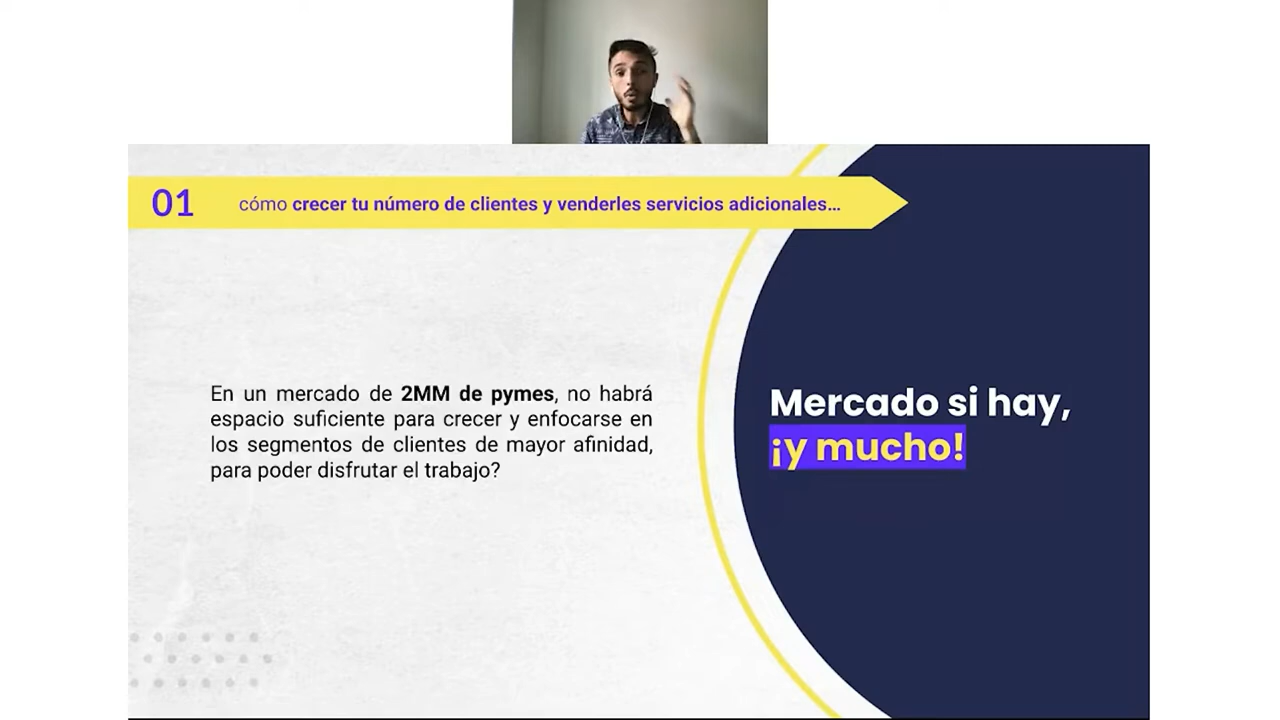 01
cómo crecer tu número de clientes y venderles servicios adicionales...
En un mercado de 2MM de pymes, no habrá
espacio suficiente para crecer y enfocarse en
los segmentos de clientes de mayor afinidad,
para poder disfrutar el trabajo?
Mercado si hay,
¡y mucho!